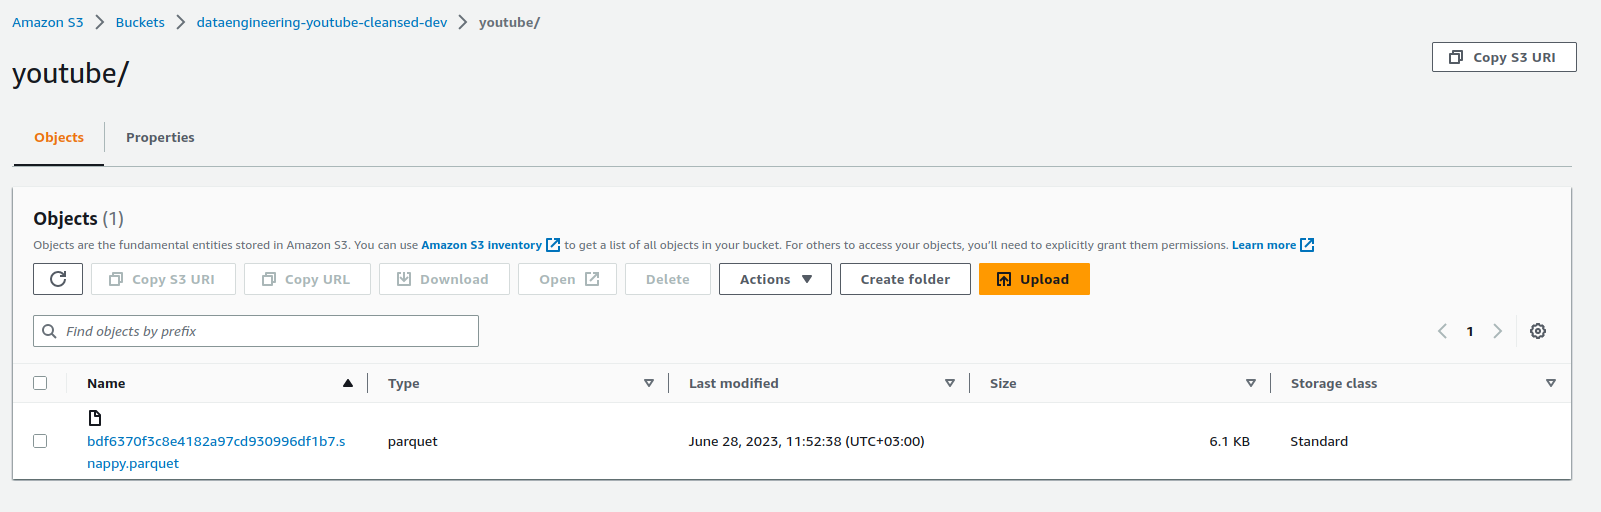 Amazon S3 > Buckets > dataengineering-youtube-cleansed-dev > youtube/
youtube/
Copy S3 URI
Objects
Properties
Objects (1)
Objects are the fundamental entities stored in Amazon S3. You can use Amazon S3 inventory to get a list of all objects in your bucket. For others to access your objects, you'll need to explicitly grant them permissions. Learn more
Copy S3 URI
Copy URL
Download
Open
Delete
Actions
Create folder
Upload
Find objects by prefix
1
Name
Type
Last modified
Size
Storage class
bdf6370f3c8e4182a97cd930996df1b7.s
nappy.parquet
parquet
June 28, 2023, 11:52:38 (UTC+03:00)
6.1 KB
Standard